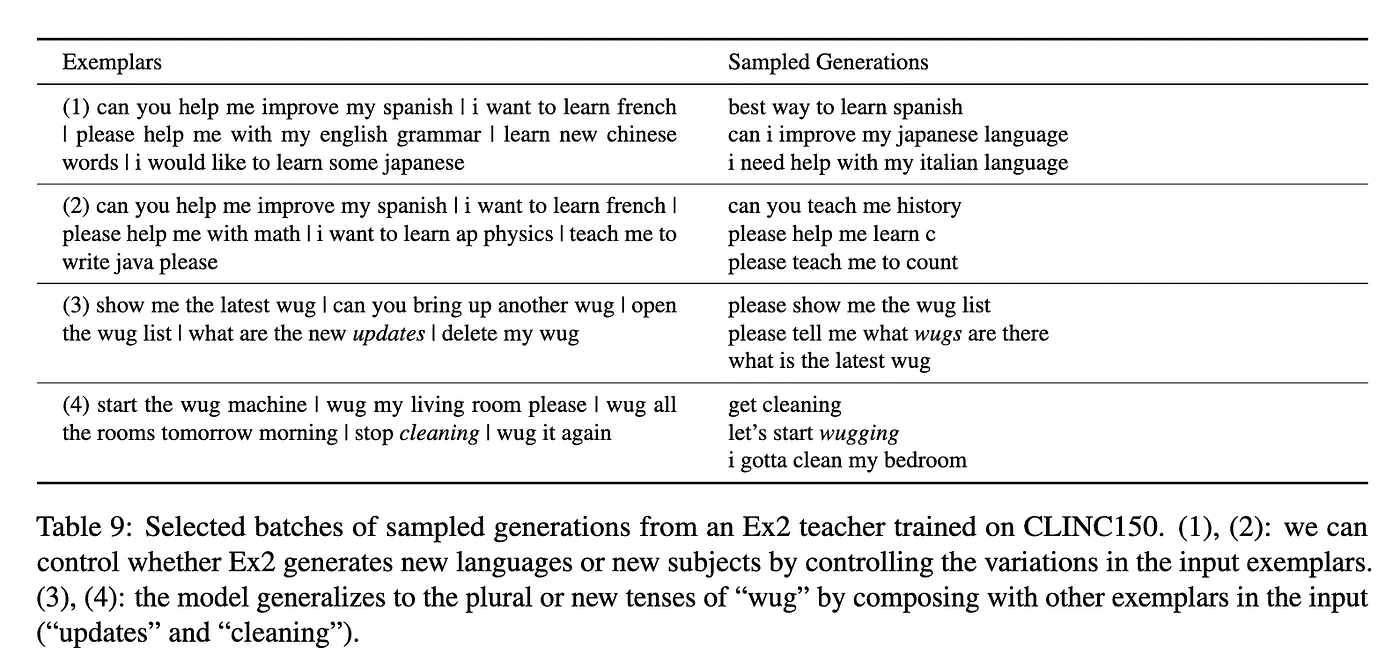 Exemplars Sampled Generations
(1) can you help me improve my spanish | i want to learn french
| please help me with my english grammar | learn new chinese
words | i would like to learn some japanese
best way to learn spanish
can i improve my japanese language
i need help with my italian language
(2) can you help me improve my spanish | i want to learn french |
please help me with math | i want to learn ap physics | teach me to
write java please
can you teach me history
please help me learn c
please teach me to count
(3) show me the latest wug | can you bring up another wug | open
the wug list | what are the new updates | delete my wug
please show me the wug list
please tell me what wugs are there
what is the latest wug
(4) start the wug machine | wug my living room please | wug all
the rooms tomorrow morning | stop cleaning | wug it again
get cleaning
let's start wugging
i gotta clean my bedroom
Table 9: Selected batches of sampled generations from an Ex2 teacher trained on CLINC150. (1), (2): we can
control whether Ex2 generates new languages or new subjects by controlling the variations in the input exemplars.
(3), (4): the model generalizes to the plural or new tenses of “wug” by composing with other exemplars in the input
(“updates” and “cleaning”).